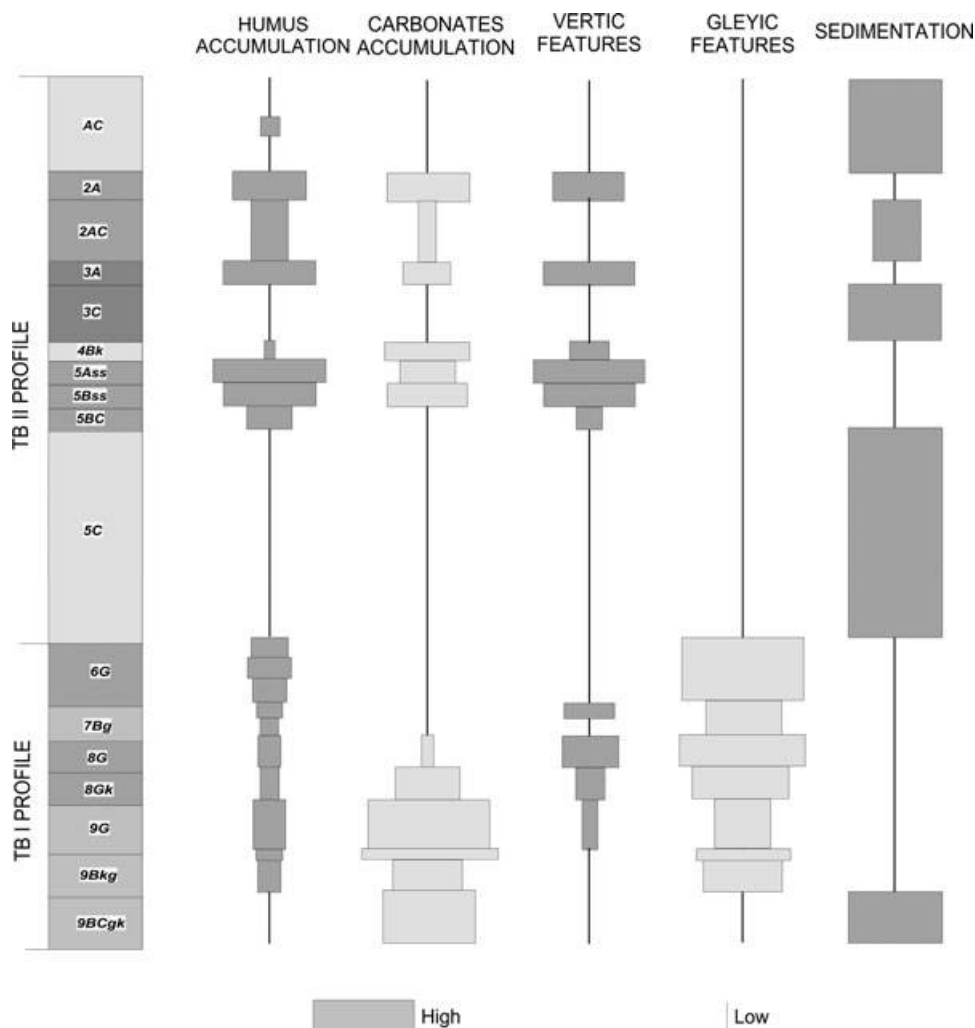 HUMUS
ACCUMULATION
CARBONATES
ACCUMULATION
VERTIC
FEATURES
GLEYIC
FEATURES
SEDIMENTATION
TB II PROFILE
AC
2A
2AC
3A
3C
4Bk
5Ass
5Bss
5BC
5C
TB I PROFILE
6G
7Bg
8G
8Gk
9G
9Bkg
9BCgk
High
Low